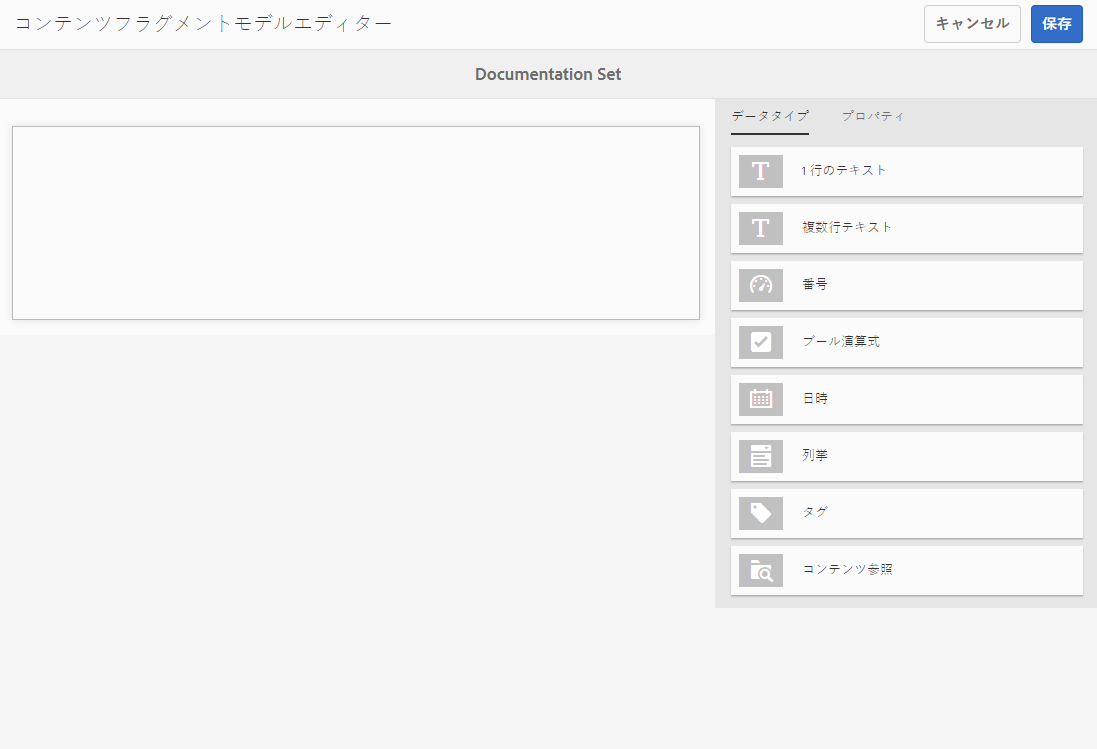 コンテンツフラグメントモデルエディター
キャンセル
保存
Documentation Set
データタイプ
プロパティ
1 行のテキスト
複数行テキスト
番号
ブール演算式
日時
列挙
タグ
コンテンツ参照